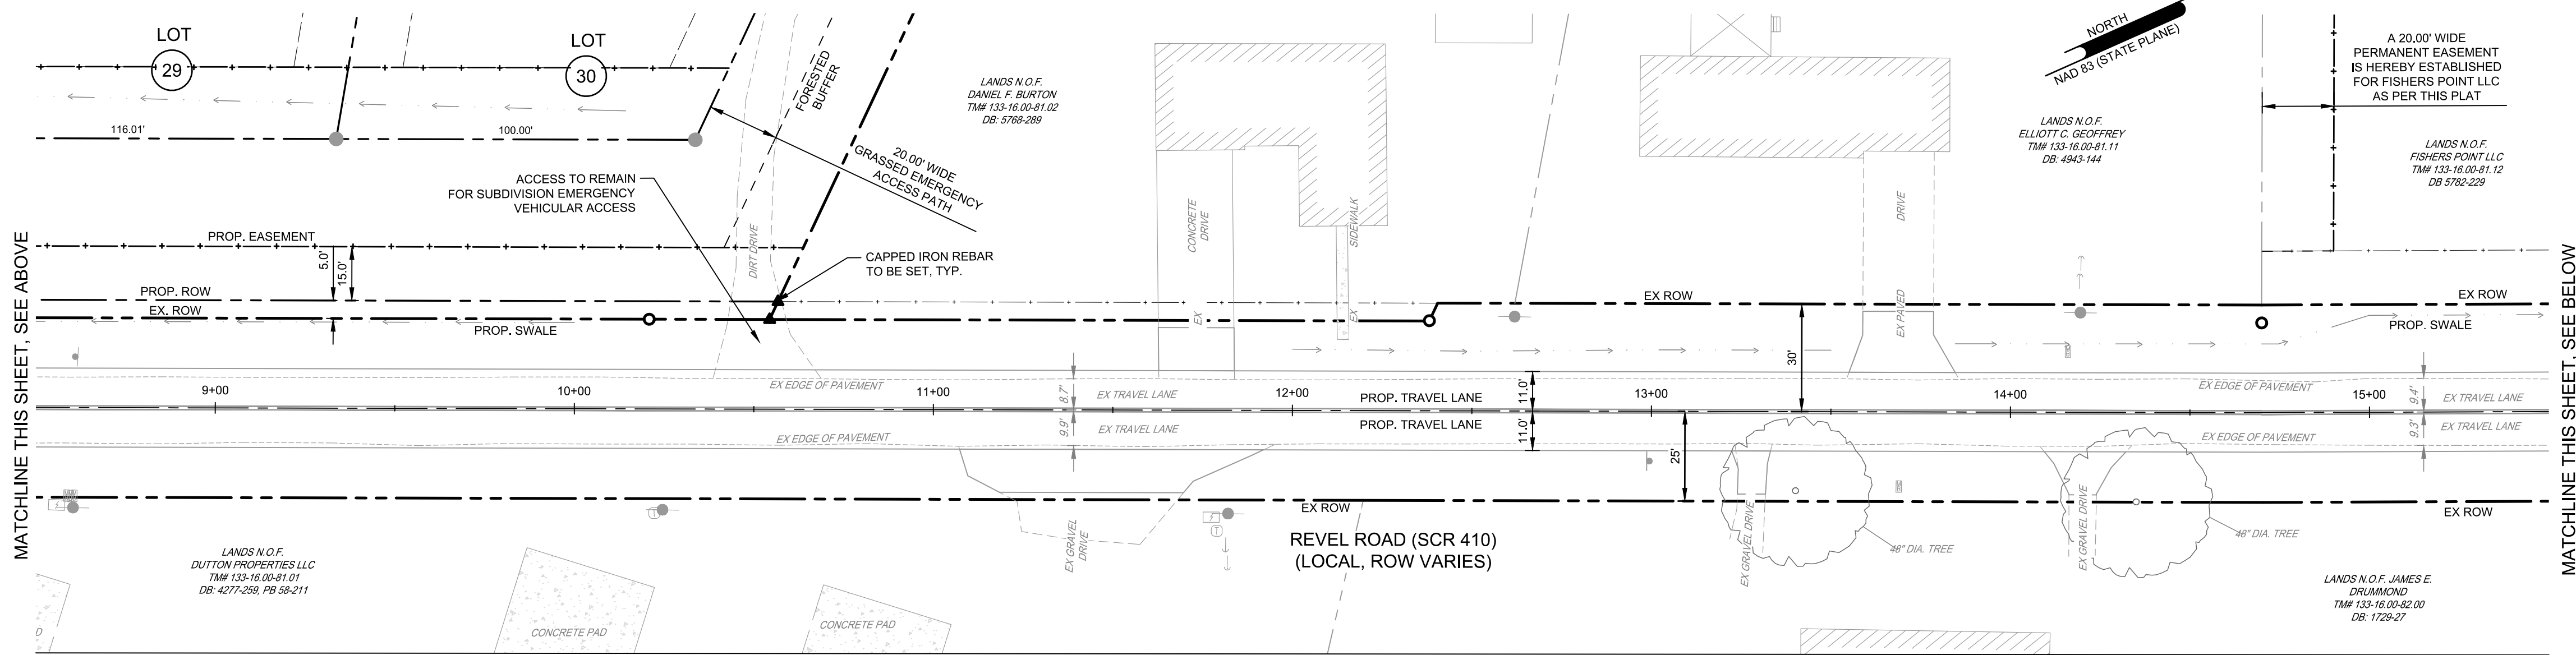 LOT
29
LOT
30
116.01'
100.00'
FORESTED
BUFFER
LANDS N.O.F.
DANIEL F. BURTON
TM# 133-16.00-81.02
DB: 5768-289
20.00' WIDE
GRASSED EMERGENCY
ACCESS PATH
ACCESS TO REMAIN
FOR SUBDIVISION EMERGENCY
VEHICULAR ACCESS
DIRT DRIVE
CAPPED IRON REBAR
TO BE SET, TYP.
PROP. EASEMENT
5.0'
15.0'
PROP. ROW
EX. ROW
PROP. SWALE
EX CONCRETE
DRIVE
EX SIDEWALK
NORTH
NAD 83 (STATE PLANE)
A 20.00' WIDE
PERMANENT EASEMENT
IS HEREBY ESTABLISHED
FOR FISHERS POINT LLC
AS PER THIS PLAT
LANDS N.O.F.
ELLIOTT C. GEOFFREY
TM# 133-16.00-81.11
DB: 4943-144
LANDS N.O.F.
FISHERS POINT LLC
TM# 133-16.00-81.12
DB 5782-229
EX PAVED DRIVE
EX ROW
EX ROW
PROP. SWALE
30'
MATCHLINE THIS SHEET, SEE ABOVE
MATCHLINE THIS SHEET, SEE BELOW
9+00
10+00
11+00
12+00
13+00
14+00
15+00
EX EDGE OF PAVEMENT
8.7'
EX TRAVEL LANE
PROP. TRAVEL LANE
11.0'
EX EDGE OF PAVEMENT
9.4'
EX TRAVEL LANE
EX EDGE OF PAVEMENT
9.9'
EX TRAVEL LANE
PROP. TRAVEL LANE
11.0'
25'
EX EDGE OF PAVEMENT
9.3'
EX TRAVEL LANE
EX ROW
EX ROW
REVEL ROAD (SCR 410)
(LOCAL, ROW VARIES)
EX GRAVEL
DRIVE
EX GRAVEL DRIVE
48" DIA. TREE
EX GRAVEL DRIVE
48" DIA. TREE
T
T
LANDS N.O.F.
DUTTON PROPERTIES LLC
TM# 133-16.00-81.01
DB: 4277-259, PB 58-211
D
CONCRETE PAD
CONCRETE PAD
LANDS N.O.F. JAMES E.
DRUMMOND
TM# 133-16.00-82.00
DB: 1729-27